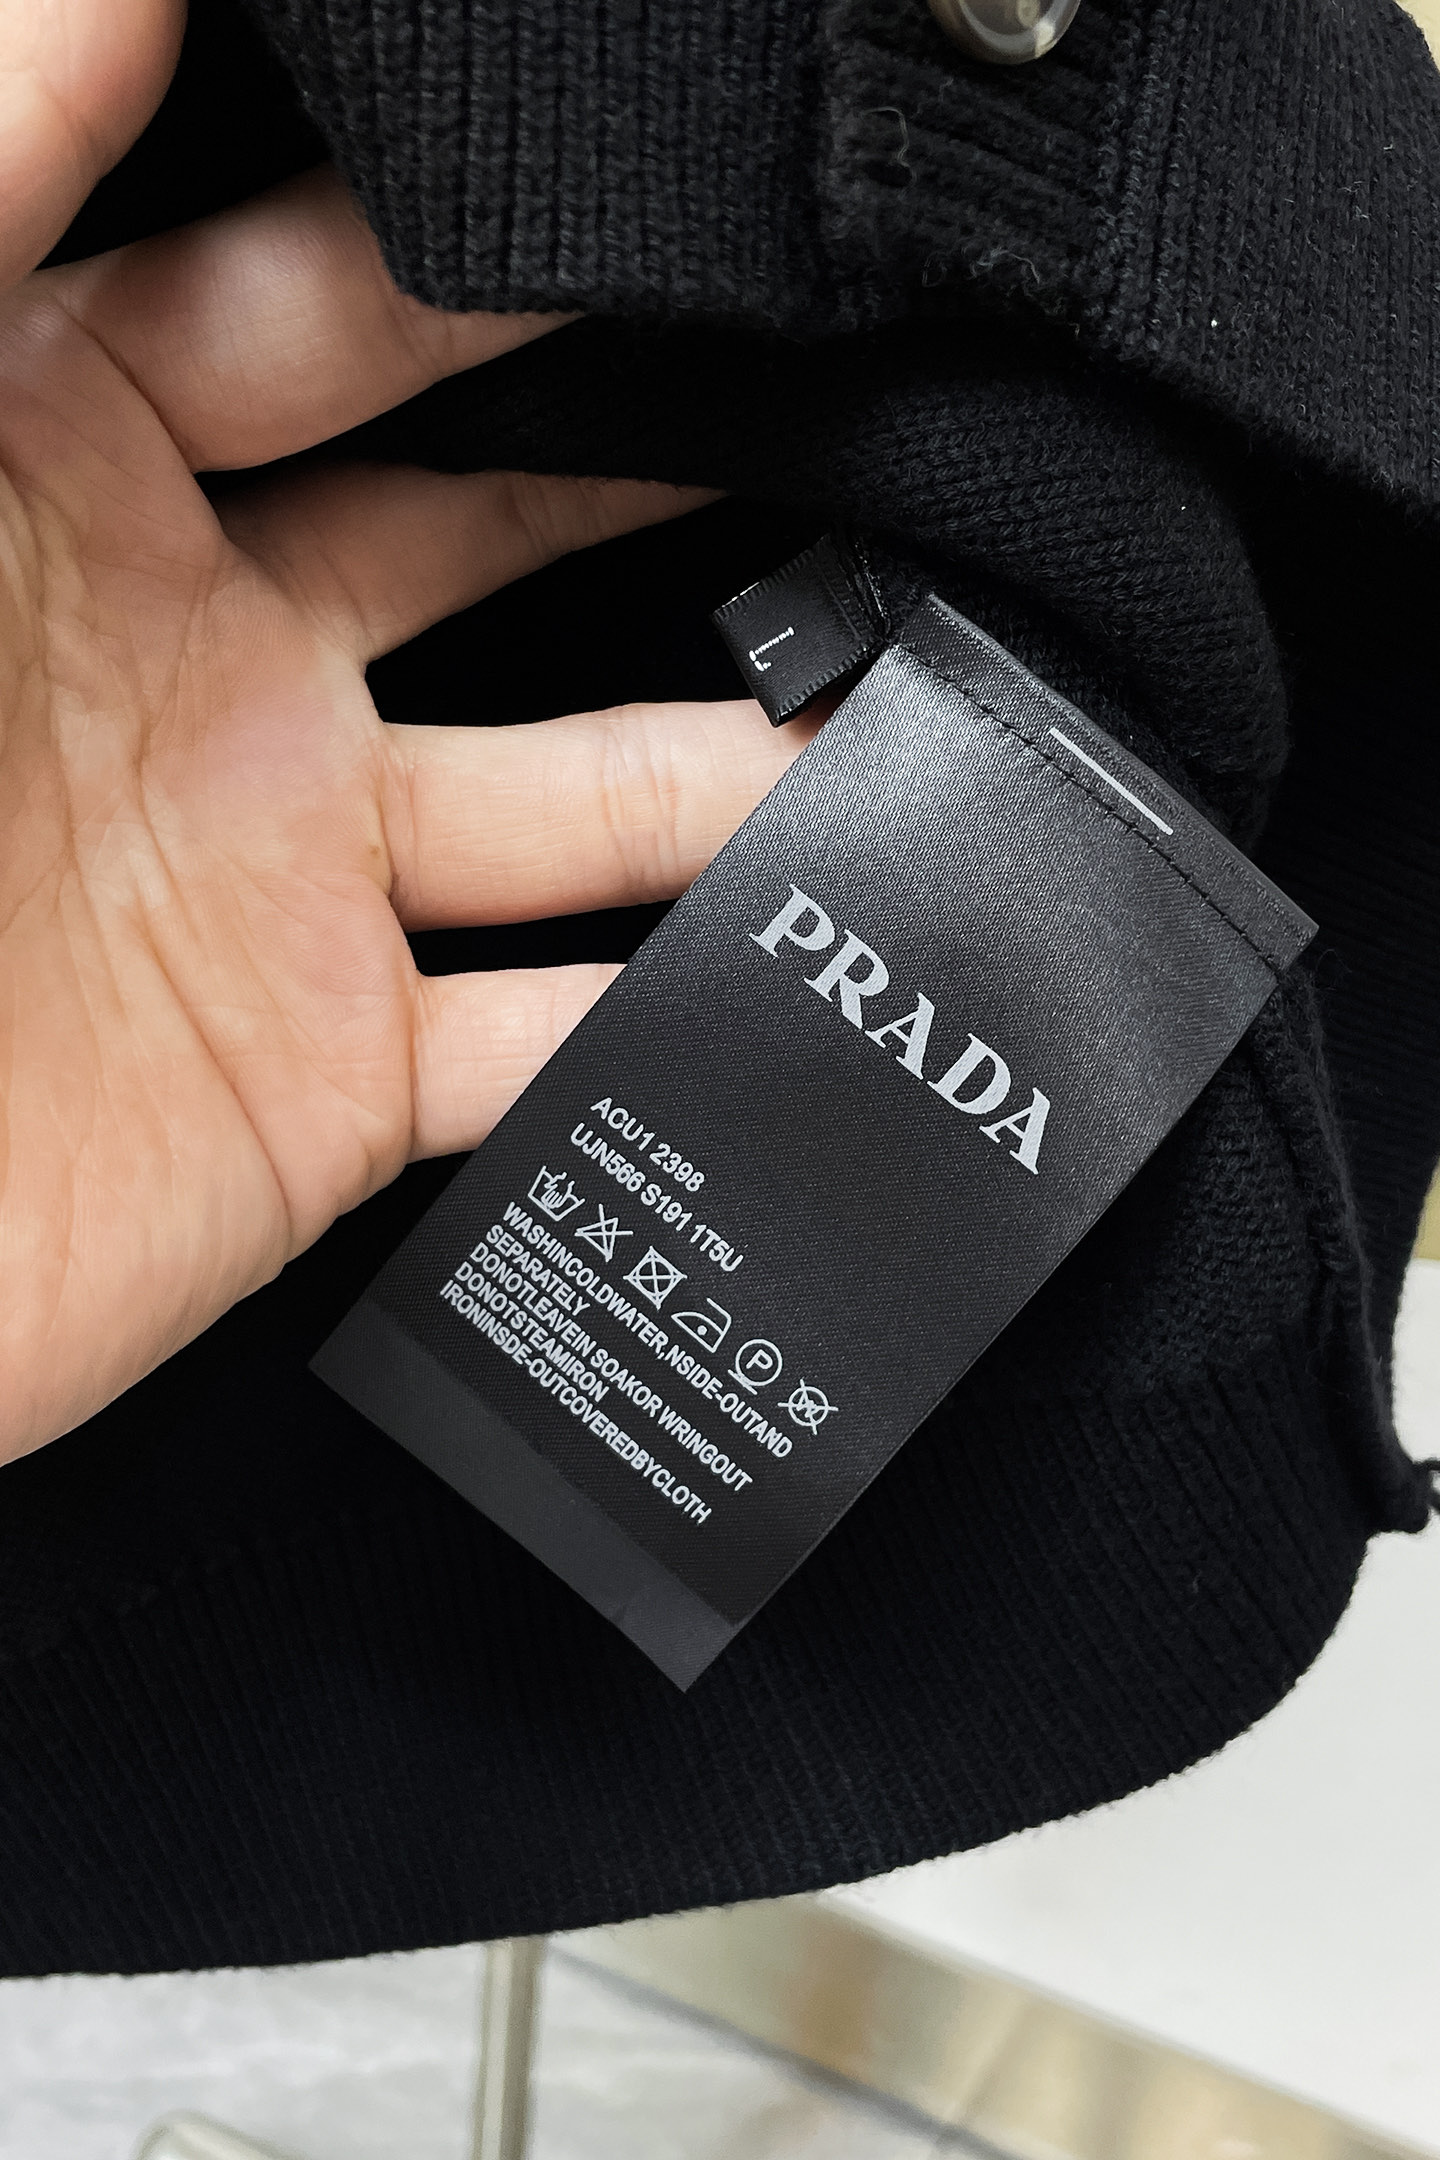 L
PRADA
ACU1 2398
UJN566 S191 1T5U
P
WASHINCOLDWATER,NSIDE-OUTAND
SEPARATELY
DONOTLEAVEIN SOAKOR WRINGOUT
DONOTSTEAMIRON
IRONINSDE-OUTCOVEREDBYCLOTH